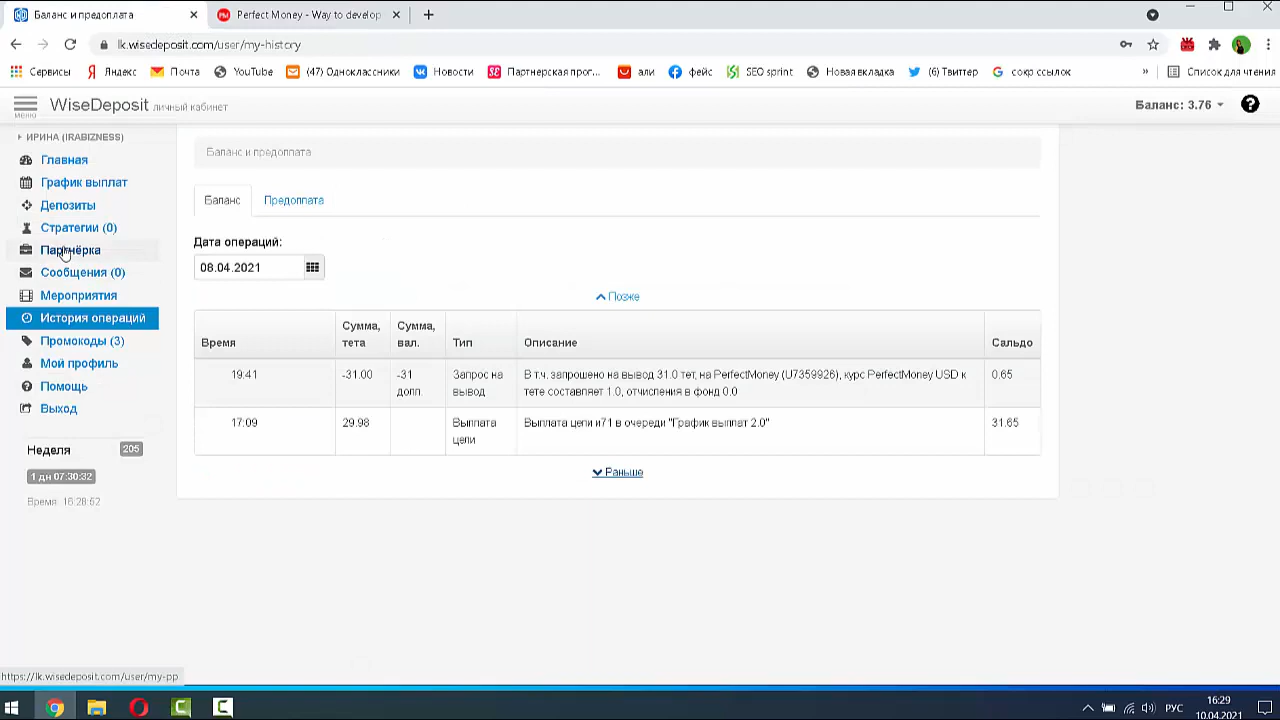 Баланс и предоплата
Perfect Money - Way to develop
lk.wisedeposit.com/user/my-history
Сервисы
Яндекс
Почта
YouTube
(47) Одноклассники
Новости
Партнерская прог...
али
фейс
SEO sprint
Новая вкладка
(6) Твиттер
сокр ссылок
»
Список для чтения
МЕНЮ
WiseDeposit личный кабинет
Баланс: 3.76
ИРИНА (IRABIZNESS)
Главная
График выплат
Депозиты
Стратегии (0)
Партнёрка
Сообщения (0)
Мероприятия
История операций
Промокоды (3)
Мой профиль
Помощь
Выход
Неделя 205
1 дн 07:30:32
Время: 16:28:52
Баланс и предоплата
Баланс Предоплата
Дата операций:
08.04.2021
Позже
Время
Сумма, тета
Сумма, вал.
Тип
Описание
Сальдо
19:41
-31.00
-31 долл.
Запрос на вывод
В т.ч. запрошено на вывод 31.0 тет, на PerfectMoney (U7359926), курс PerfectMoney USD к
тете составляет 1.0, отчисления в фонд 0.0
0.65
17:09
29.98
Выплата цепи
Выплата цепи и71 в очереди "График выплат 2.0"
31.65
Раньше
https://lk.wisedeposit.com/user/my-pp
РУС
16:29
10.04.2021